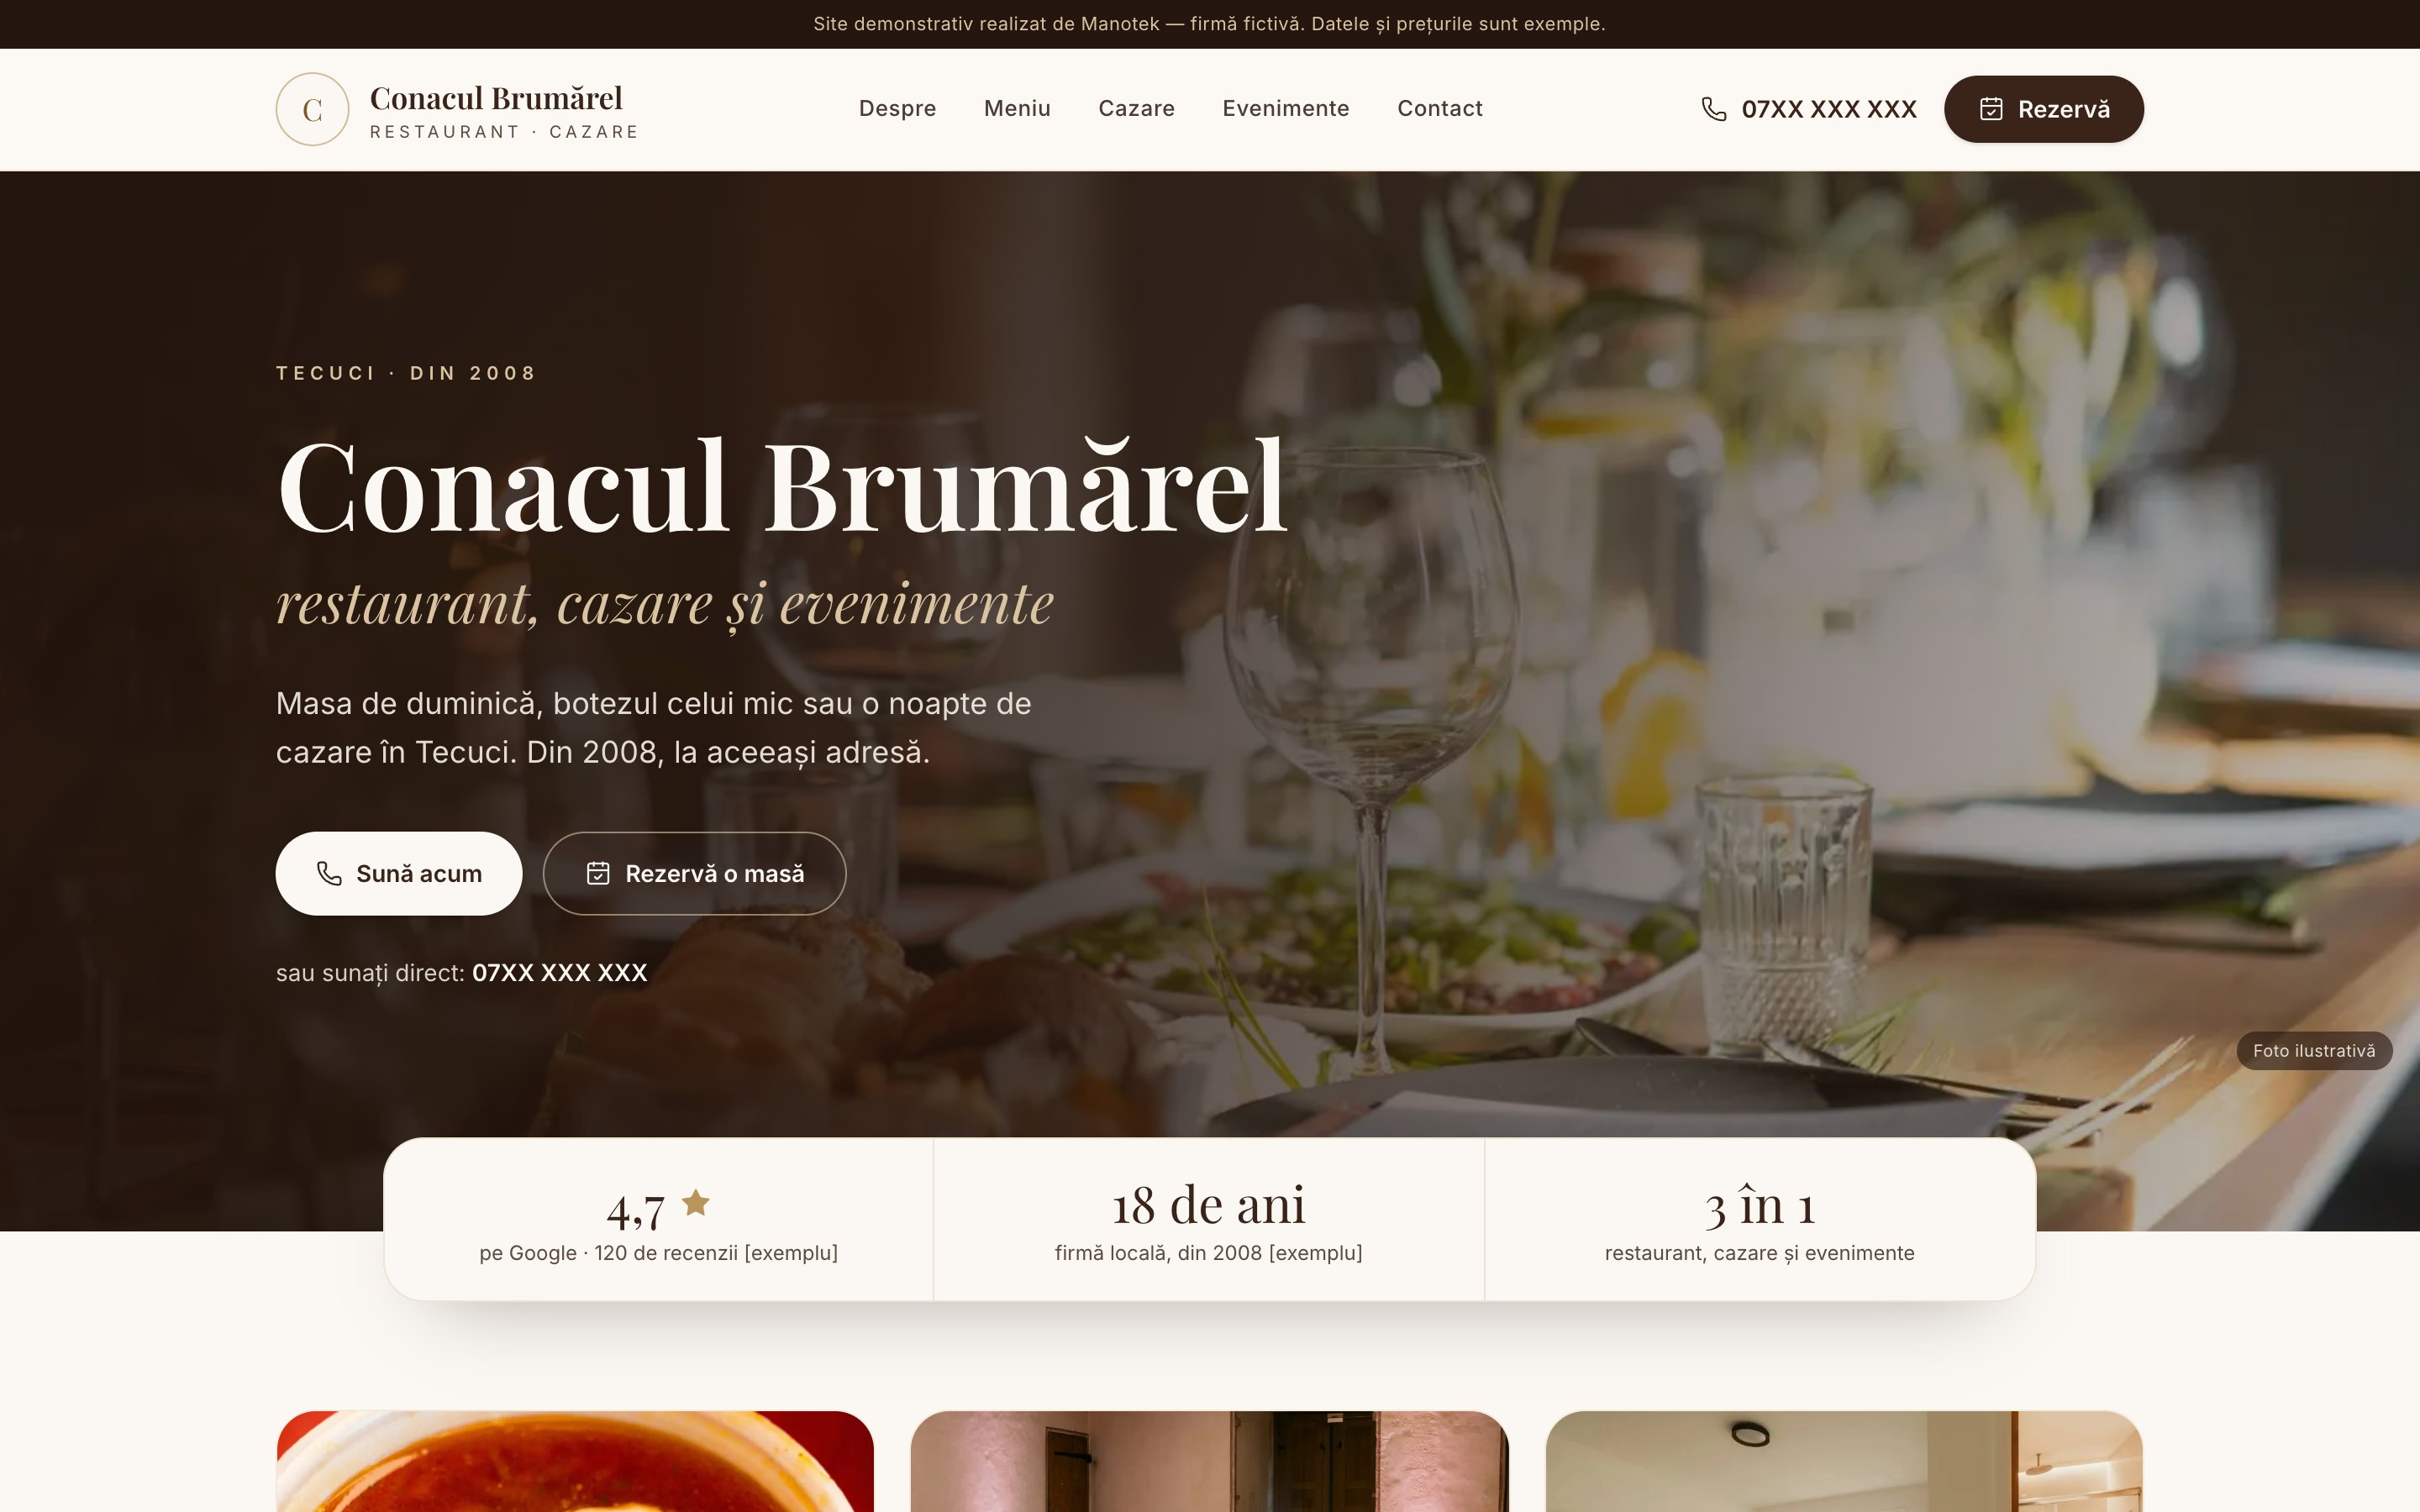 Site demonstrativ realizat de Manotek — firmă fictivă. Datele și prețurile sunt exemple.
C
Conacul Brumărel
RESTAURANT · CAZARE
Despre
Meniu
Cazare
Evenimente
Contact
07XX XXX XXX
Rezervă
TECUCI · DIN 2008
Conacul Brumărel
restaurant, cazare și evenimente
Masa de duminică, botezul celui mic sau o noapte de
cazare în Tecuci. Din 2008, la aceeași adresă.
Sună acum
Rezervă o masă
sau sunați direct: 07XX XXX XXX
Foto ilustrativă
4,7
pe Google · 120 de recenzii [exemplu]
18 de ani
firmă locală, din 2008 [exemplu]
3 în 1
restaurant, cazare și evenimente